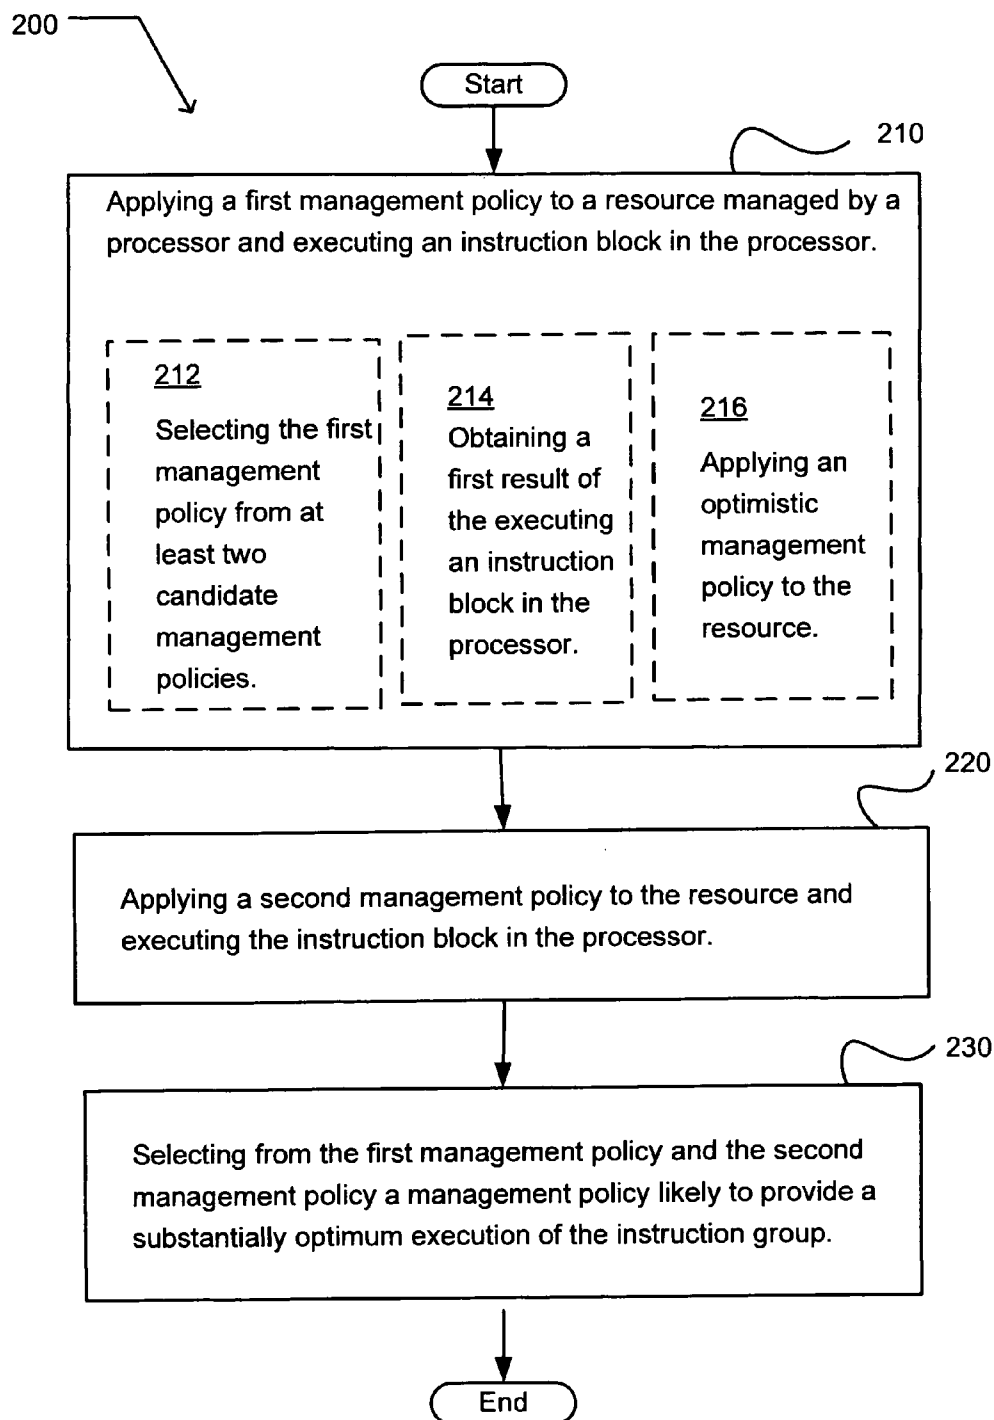 200
Start
210
Applying a first management policy to a resource managed by a
processor and executing an instruction block in the processor.
212
Selecting the first
management
policy from at
least two
candidate
management
policies.
214
Obtaining a
first result of
the executing
an instruction
block in the
processor.
216
Applying an
optimistic
management
policy to the
resource.
220
Applying a second management policy to the resource and
executing the instruction block in the processor.
230
Selecting from the first management policy and the second
management policy a management policy likely to provide a
substantially optimum execution of the instruction group.
End